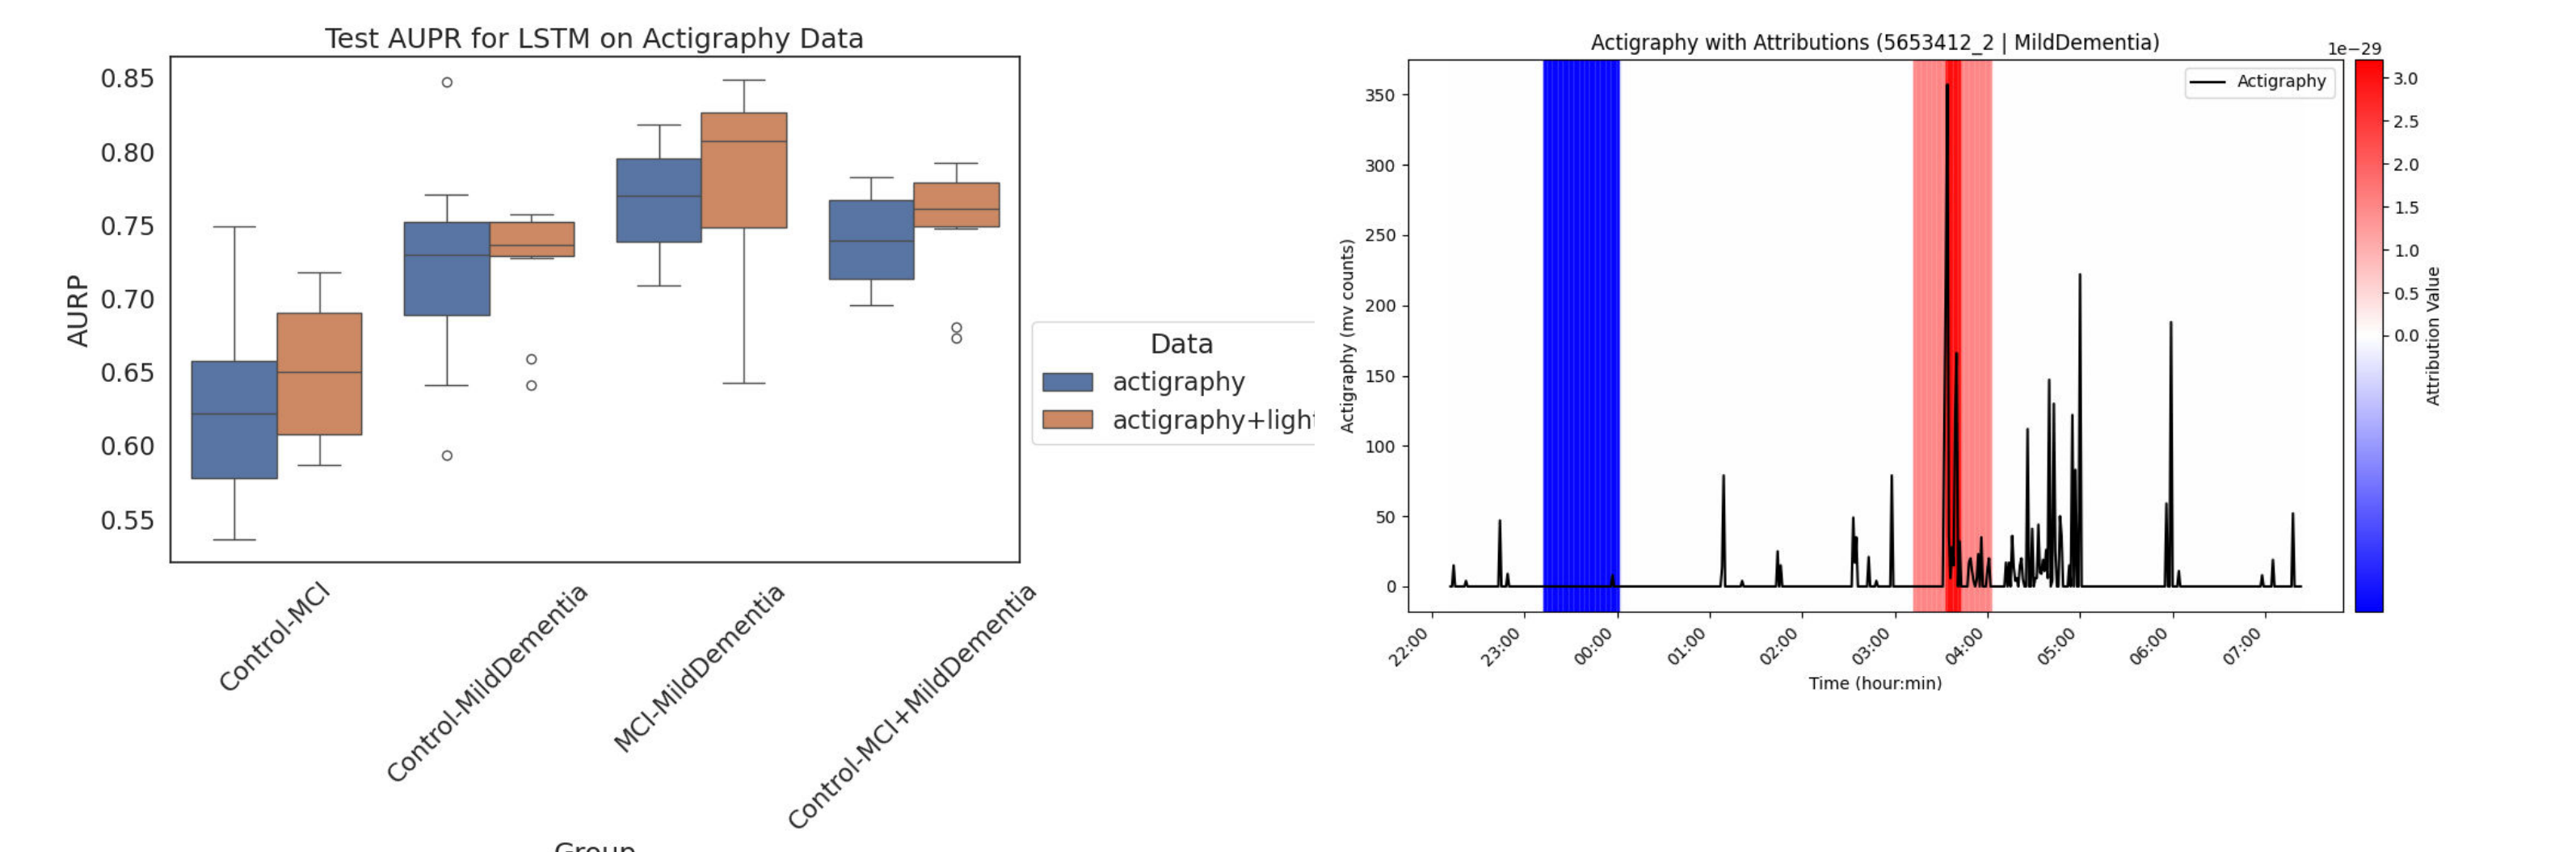 Test AUPR for LSTM on Actigraphy Data
0.85
0.80
0.75
0.70
0.65
0.60
0.55
AURP
Control-MCI
Control-MildDementia
MCI-MildDementia
Control-MCI+MildDementia
Group
Data
actigraphy
actigraphy+light
Actigraphy with Attributions (5653412_2 | MildDementia)
Actigraphy
350
300
250
200
150
100
50
0
Actigraphy (mv counts)
22:00
23:00
00:00
01:00
02:00
03:00
04:00
05:00
06:00
07:00
Time (hour:min)
1e−29
3.0
2.5
2.0
1.5
1.0
0.5
0.0
Attribution Value